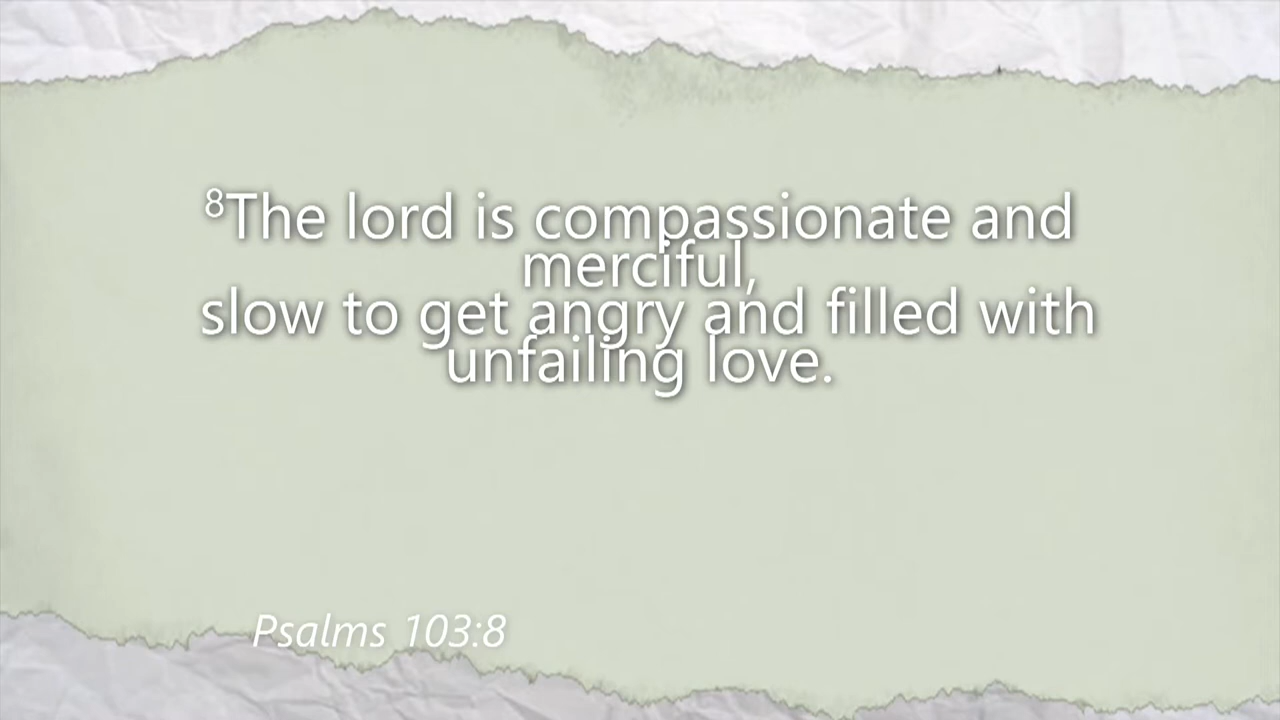 ⁸The lord is compassionate and
merciful,
slow to get angry and filled with
unfailing love.
Psalms 103:8